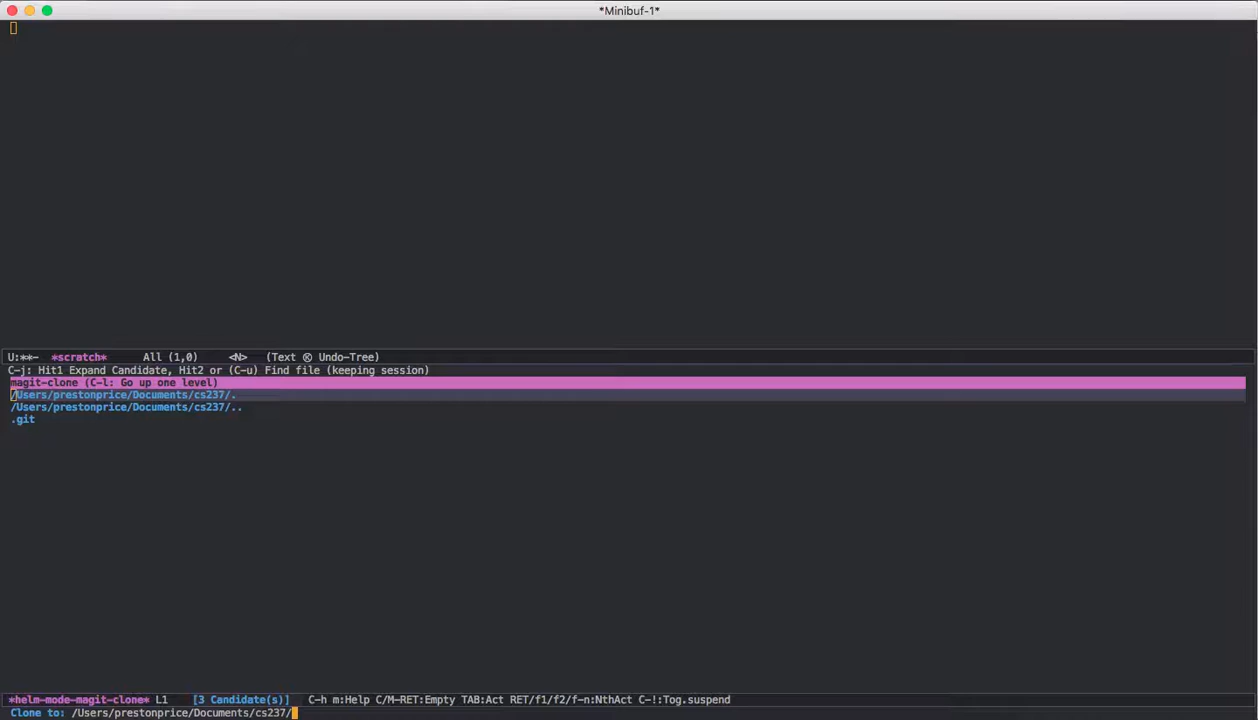 *Minibuf-1*
U:**-  *scratch*      All (1,0)     <N>   (Text ⓧ Undo-Tree)
C-j: Hit1 Expand Candidate, Hit2 or (C-u) Find file (keeping session)
magit-clone (C-l: Go up one level)
/Users/prestonprice/Documents/cs237/.
/Users/prestonprice/Documents/cs237/..
.git
*helm-mode-magit-clone* L1    [3 Candidate(s)]   C-h m:Help C/M-RET:Empty TAB:Act RET/f1/f2/f-n:NthAct C-!:Tog.suspend
Clone to: /Users/prestonprice/Documents/cs237/